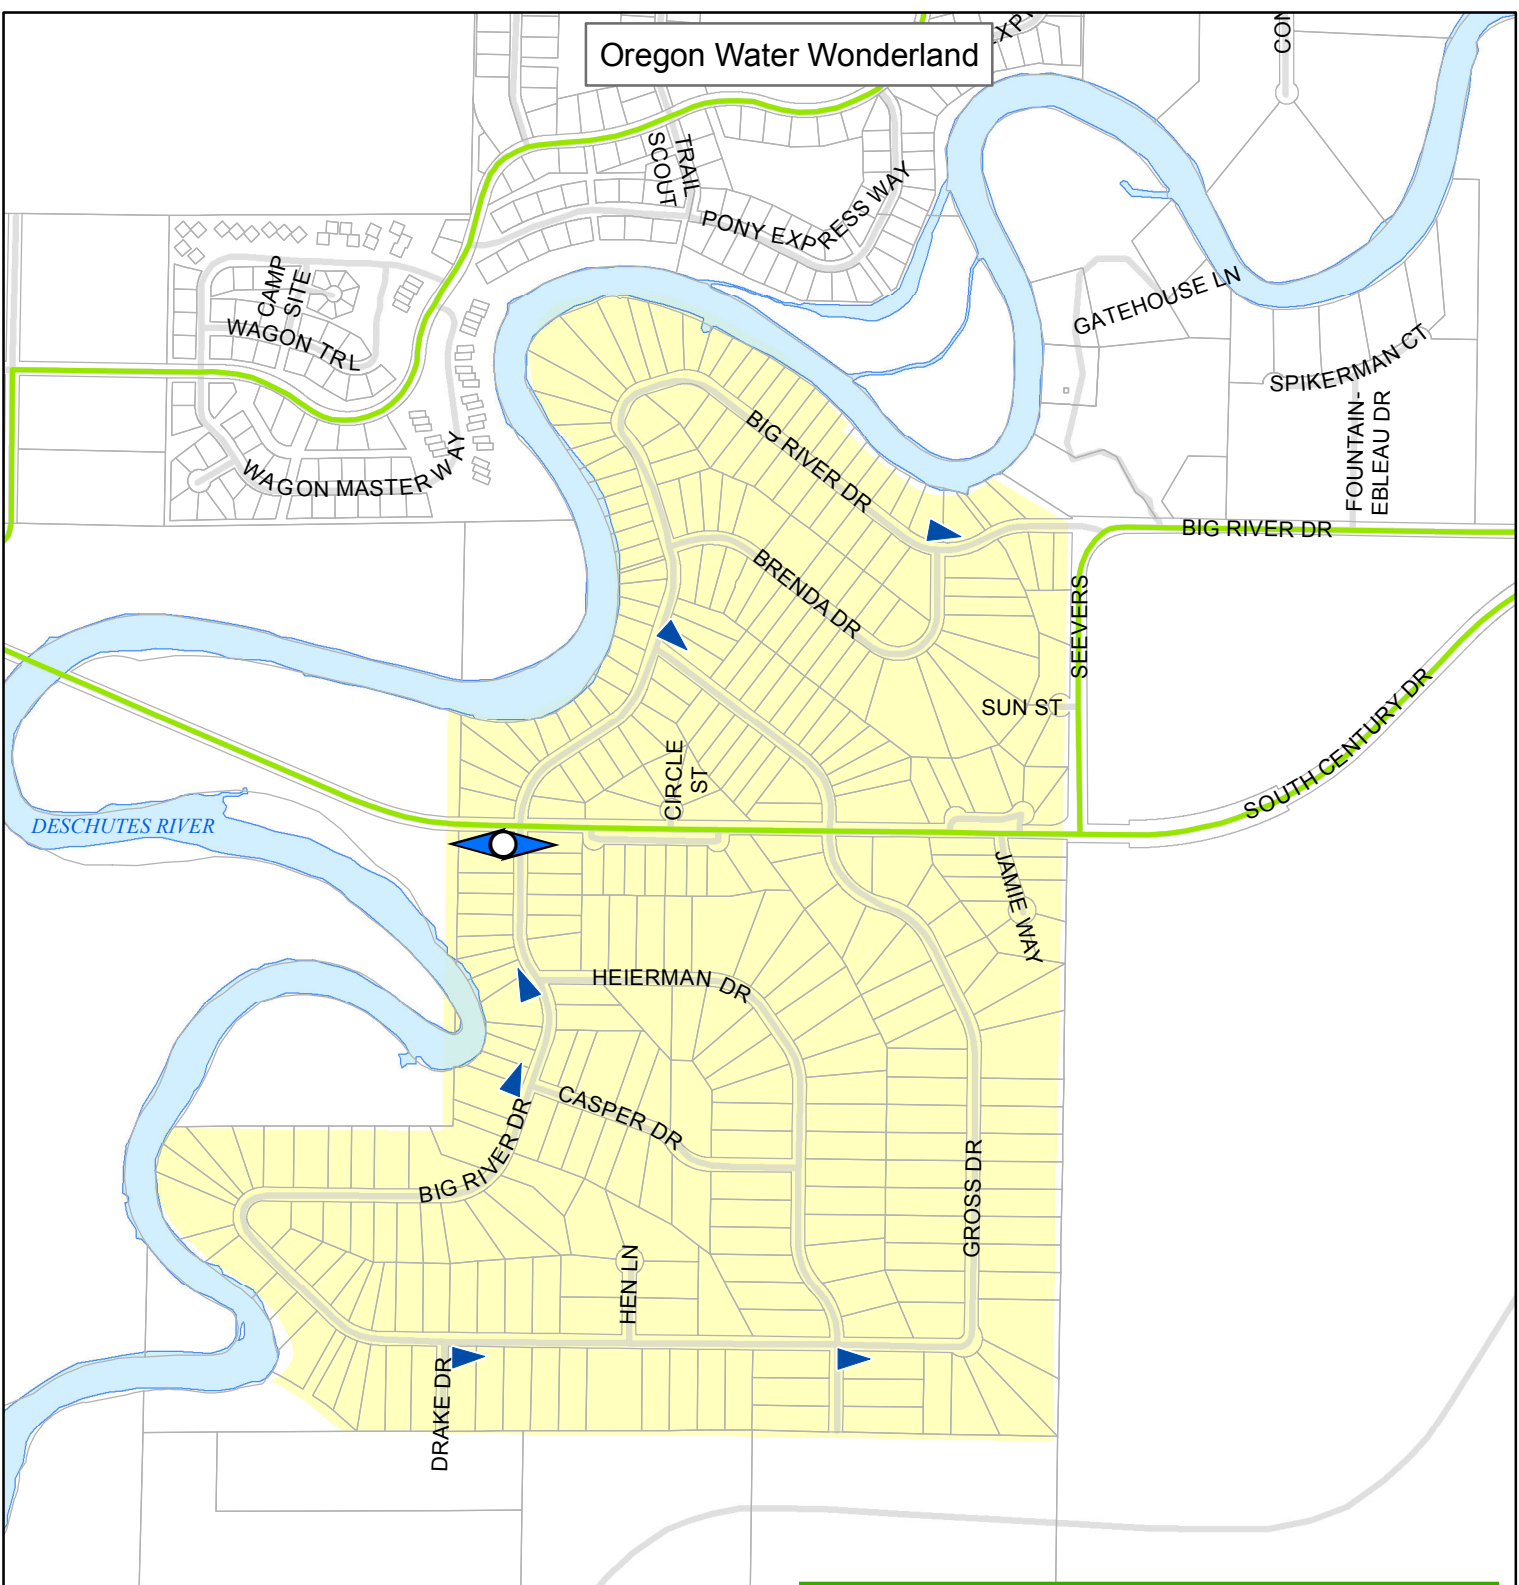 Oregon Water Wonderland
EXPR
CON
SCOUT
TRAIL
PONY EXPRESS WAY
GATEHOUSE LN
CAMP
SITE
WAGON TRL
SPIKERMAN CT
FOUNTAIN-
EBLEAU DR
BIG RIVER DR
WAGON MASTER WAY
BIG RIVER DR
BRENDA DR
SEEVERS
SUN ST
SOUTH CENTURY DR
CIRCLE
ST
DESCHUTES RIVER
JAMIE WAY
HEIERMAN DR
CASPER DR
BIG RIVER DR
GROSS DR
HEN LN
DRAKE DR